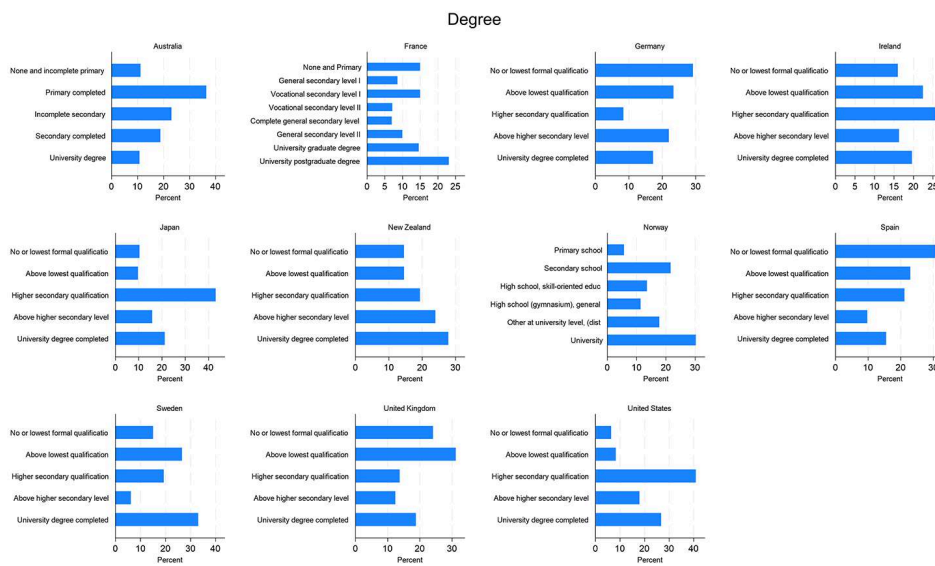 Degree
Australia
None and incomplete primary
Primary completed
Incomplete secondary
Secondary completed
University degree
0 10 20 30 40
Percent
France
None and Primary
General secondary level I
Vocational secondary level I
Vocational secondary level II
Complete general secondary level
General secondary level II
University graduate degree
University postgraduate degree
0 5 10 15 20 25
Percent
Germany
No or lowest formal qualificatio
Above lowest qualification
Higher secondary qualification
Above higher secondary level
University degree completed
0 10 20 30
Percent
Ireland
No or lowest formal qualificatio
Above lowest qualification
Higher secondary qualification
Above higher secondary level
University degree completed
0 5 10 15 20 25
Percent
Japan
No or lowest formal qualificatio
Above lowest qualification
Higher secondary qualification
Above higher secondary level
University degree completed
0 10 20 30 40
Percent
New Zealand
No or lowest formal qualificatio
Above lowest qualification
Higher secondary qualification
Above higher secondary level
University degree completed
0 10 20 30
Percent
Norway
Primary school
Secondary school
High school, skill-oriented educ
High school (gymnasium), general
Other at university level, (dist
University
0 10 20 30
Percent
Spain
No or lowest formal qualificatio
Above lowest qualification
Higher secondary qualification
Above higher secondary level
University degree completed
0 10 20 30
Percent
Sweden
No or lowest formal qualificatio
Above lowest qualification
Higher secondary qualification
Above higher secondary level
University degree completed
0 10 20 30 40
Percent
United Kingdom
No or lowest formal qualificatio
Above lowest qualification
Higher secondary qualification
Above higher secondary level
University degree completed
0 10 20 30
Percent
United States
No or lowest formal qualificatio
Above lowest qualification
Higher secondary qualification
Above higher secondary level
University degree completed
0 10 20 30 40
Percent